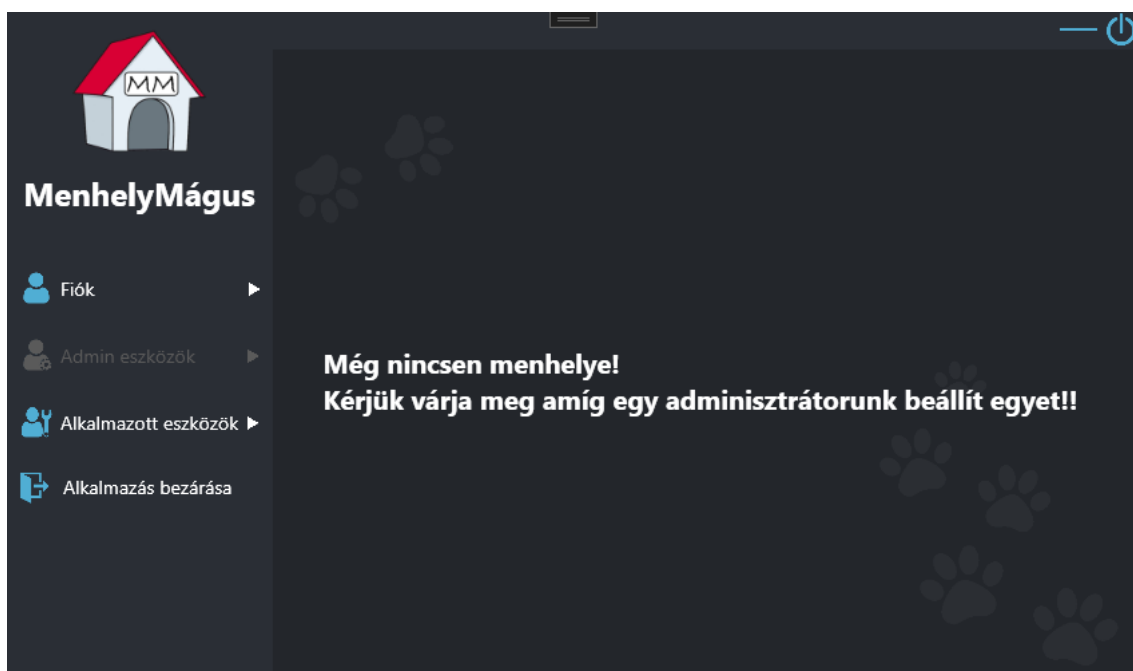 MM
MenhelyMágus
Fiók
Admin eszközök
Alkalmazott eszközök
Alkalmazás bezárása
Még nincsen menhelye!
Kérjük várja meg amíg egy adminisztrátorunk beállít egyet!!